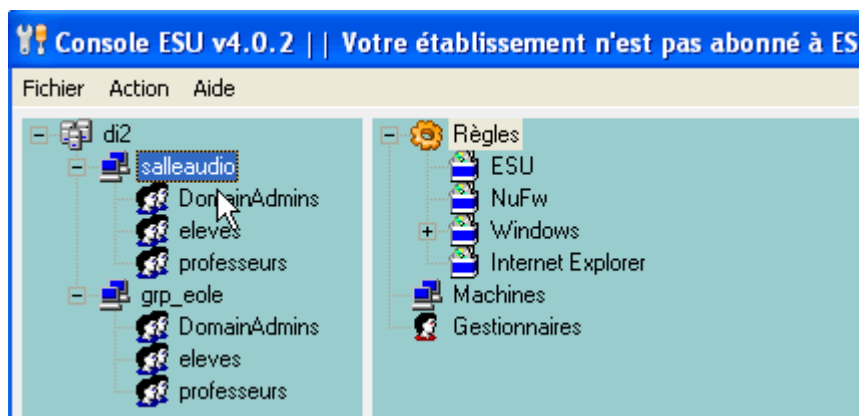 Console ESU v4.0.2 || Votre établissement n'est pas abonné à ES
Fichier Action Aide
di2
salleaudio
DomainAdmins
eleves
professeurs
grp_eole
DomainAdmins
eleves
professeurs
Règles
ESU
NuFw
Windows
Internet Explorer
Machines
Gestionnaires